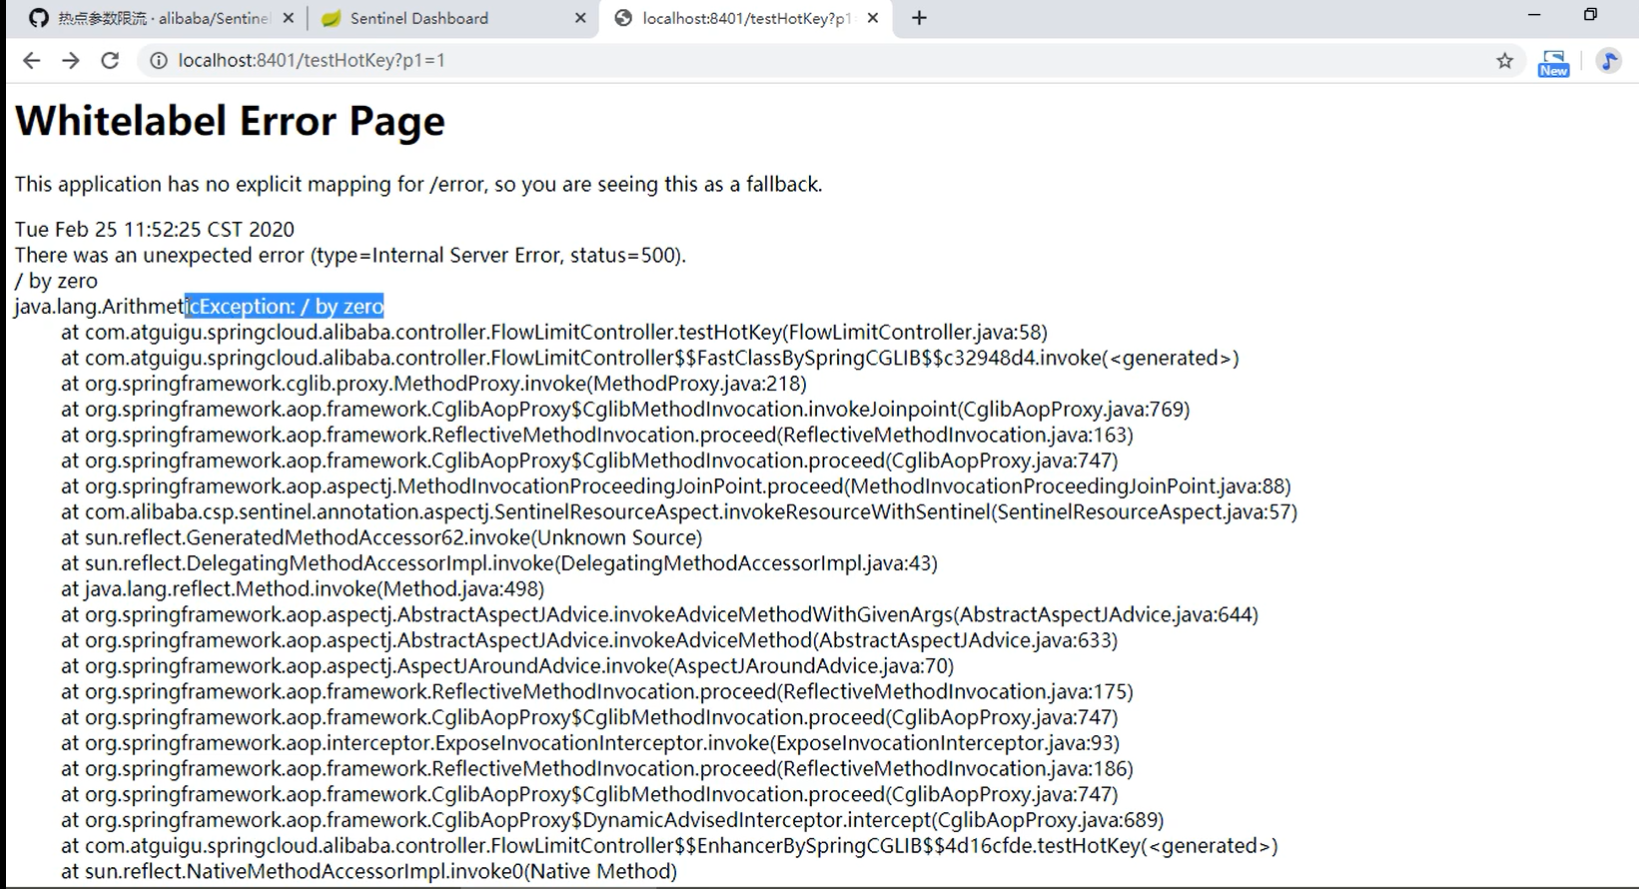 热点参数限流 · alibaba/Sentinel
Sentinel Dashboard
localhost:8401/testHotKey?p1=
localhost:8401/testHotKey?p1=1
New
Whitelabel Error Page
This application has no explicit mapping for /error, so you are seeing this as a fallback.
Tue Feb 25 11:52:25 CST 2020
There was an unexpected error (type=Internal Server Error, status=500).
/ by zero
java.lang.ArithmeticException: / by zero
at com.atguigu.springcloud.alibaba.controller.FlowLimitController.testHotKey(FlowLimitController.java:58)
at com.atguigu.springcloud.alibaba.controller.FlowLimitController$$FastClassBySpringCGLIB$$c32948d4.invoke(<generated>)
at org.springframework.cglib.proxy.MethodProxy.invoke(MethodProxy.java:218)
at org.springframework.aop.framework.CglibAopProxy$CglibMethodInvocation.invokeJoinpoint(CglibAopProxy.java:769)
at org.springframework.aop.framework.ReflectiveMethodInvocation.proceed(ReflectiveMethodInvocation.java:163)
at org.springframework.aop.framework.CglibAopProxy$CglibMethodInvocation.proceed(CglibAopProxy.java:747)
at org.springframework.aop.aspectj.MethodInvocationProceedingJoinPoint.proceed(MethodInvocationProceedingJoinPoint.java:88)
at com.alibaba.csp.sentinel.annotation.aspectj.SentinelResourceAspect.invokeResourceWithSentinel(SentinelResourceAspect.java:57)
at sun.reflect.GeneratedMethodAccessor62.invoke(Unknown Source)
at sun.reflect.DelegatingMethodAccessorImpl.invoke(DelegatingMethodAccessorImpl.java:43)
at java.lang.reflect.Method.invoke(Method.java:498)
at org.springframework.aop.aspectj.AbstractAspectJAdvice.invokeAdviceMethodWithGivenArgs(AbstractAspectJAdvice.java:644)
at org.springframework.aop.aspectj.AbstractAspectJAdvice.invokeAdviceMethod(AbstractAspectJAdvice.java:633)
at org.springframework.aop.aspectj.AspectJAroundAdvice.invoke(AspectJAroundAdvice.java:70)
at org.springframework.aop.framework.ReflectiveMethodInvocation.proceed(ReflectiveMethodInvocation.java:175)
at org.springframework.aop.framework.CglibAopProxy$CglibMethodInvocation.proceed(CglibAopProxy.java:747)
at org.springframework.aop.interceptor.ExposeInvocationInterceptor.invoke(ExposeInvocationInterceptor.java:93)
at org.springframework.aop.framework.ReflectiveMethodInvocation.proceed(ReflectiveMethodInvocation.java:186)
at org.springframework.aop.framework.CglibAopProxy$CglibMethodInvocation.proceed(CglibAopProxy.java:747)
at org.springframework.aop.framework.CglibAopProxy$DynamicAdvisedInterceptor.intercept(CglibAopProxy.java:689)
at com.atguigu.springcloud.alibaba.controller.FlowLimitController$$EnhancerBySpringCGLIB$$4d16cfde.testHotKey(<generated>)
at sun.reflect.NativeMethodAccessorImpl.invoke0(Native Method)